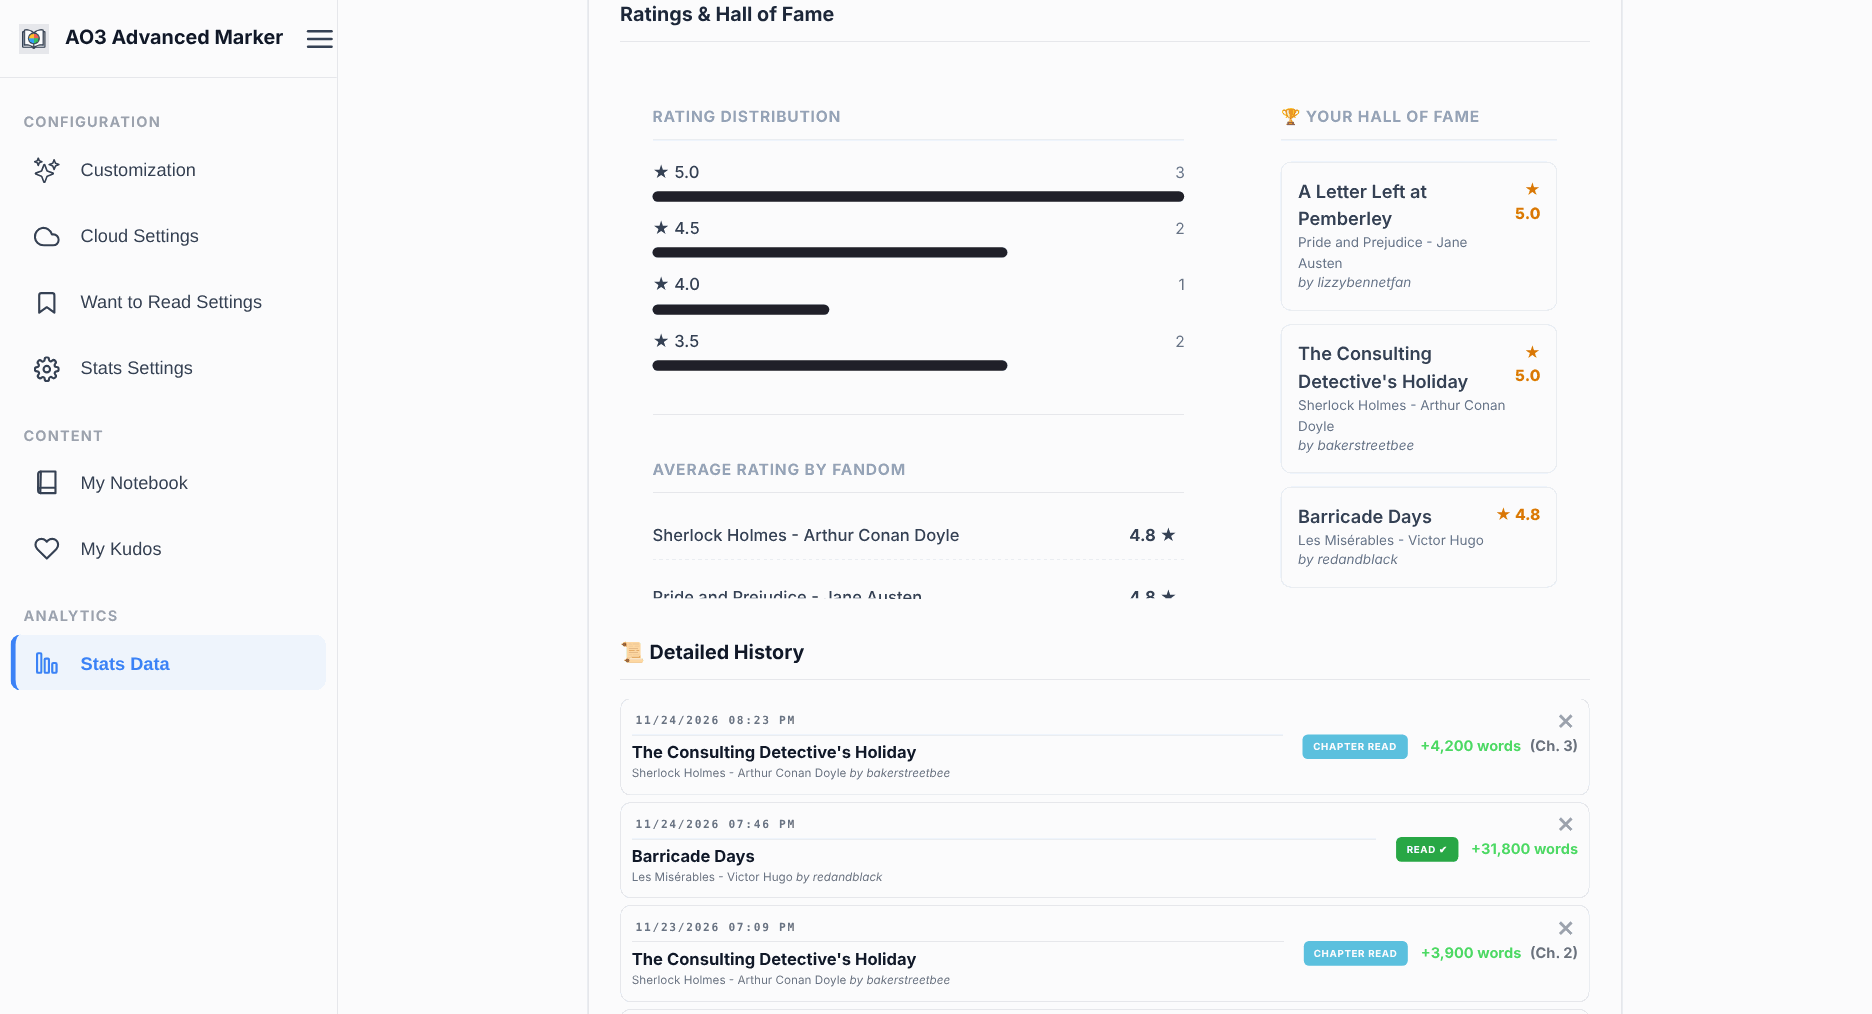 AO3 Advanced Marker
CONFIGURATION
Customization
Cloud Settings
Want to Read Settings
Stats Settings
CONTENT
My Notebook
My Kudos
ANALYTICS
Stats Data
Ratings & Hall of Fame
RATING DISTRIBUTION
★ 5.0 3
★ 4.5 2
★ 4.0 1
★ 3.5 2
AVERAGE RATING BY FANDOM
Sherlock Holmes - Arthur Conan Doyle 4.8 ★
Pride and Prejudice - Jane Austen 4.8 ★
🏆 YOUR HALL OF FAME
A Letter Left at
Pemberley
★
5.0
Pride and Prejudice - Jane
Austen
by lizzybennetfan
The Consulting
Detective's Holiday
★
5.0
Sherlock Holmes - Arthur Conan
Doyle
by bakerstreetbee
Barricade Days ★ 4.8
Les Misérables - Victor Hugo
by redandblack
📜 Detailed History
11/24/2026 08:23 PM
The Consulting Detective's Holiday
Sherlock Holmes - Arthur Conan Doyle by bakerstreetbee
CHAPTER READ +4,200 words (Ch. 3)
11/24/2026 07:46 PM
Barricade Days
Les Misérables - Victor Hugo by redandblack
READ ✔ +31,800 words
11/23/2026 07:09 PM
The Consulting Detective's Holiday
Sherlock Holmes - Arthur Conan Doyle by bakerstreetbee
CHAPTER READ +3,900 words (Ch. 2)